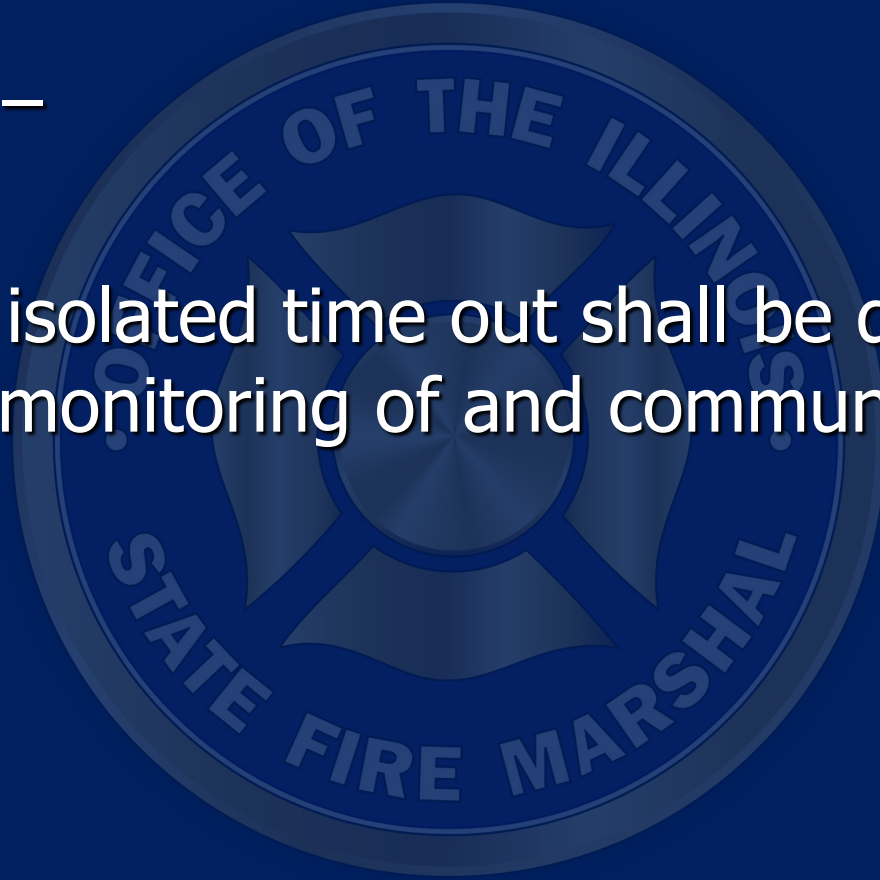 –
isolated time out shall be
monitoring of and commun
OFFICE OF THE ILLINOIS
STATE FIRE MARSHAL